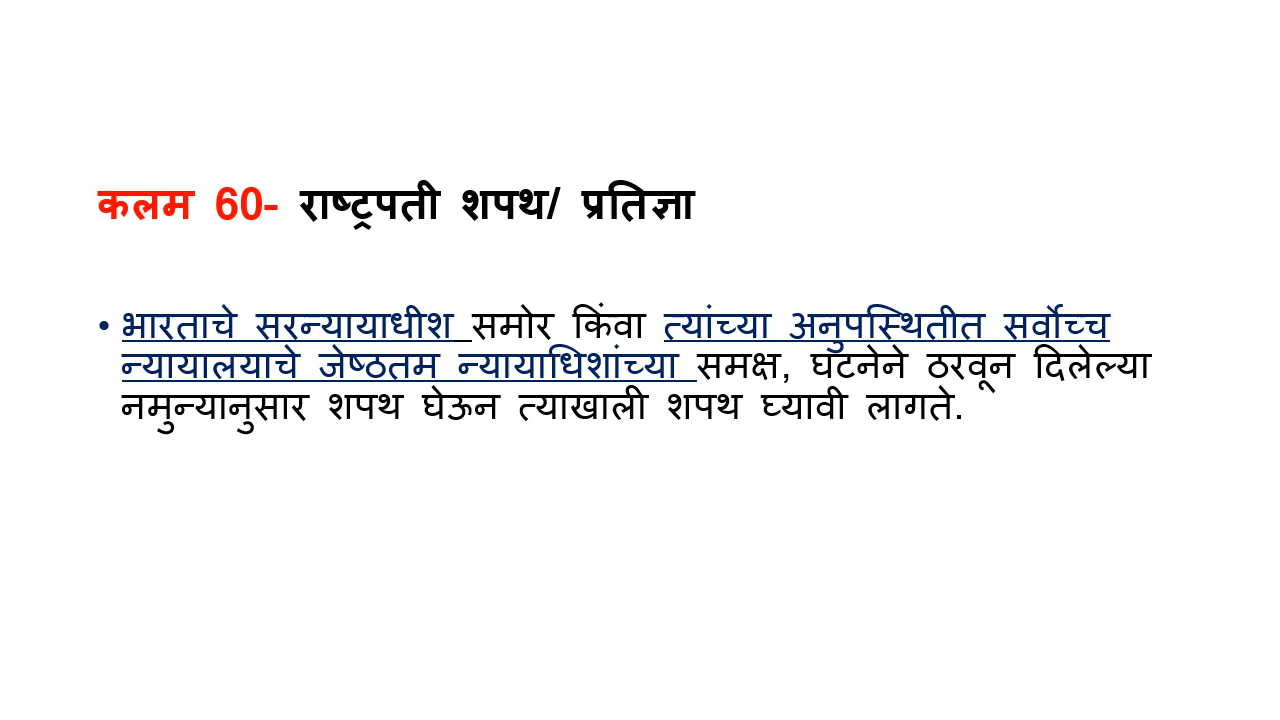 कलम 60- राष्ट्रपती शपथ/ प्रतिज्ञा
• भारताचे सरन्यायाधीश समोर किंवा त्यांच्या अनुपस्थितीत सर्वोच्च
न्यायालयाचे जेष्ठतम न्यायाधिशांच्या समक्ष, घटनेने ठरवून दिलेल्या
नमुन्यानुसार शपथ घेऊन त्याखाली शपथ घ्यावी लागते.